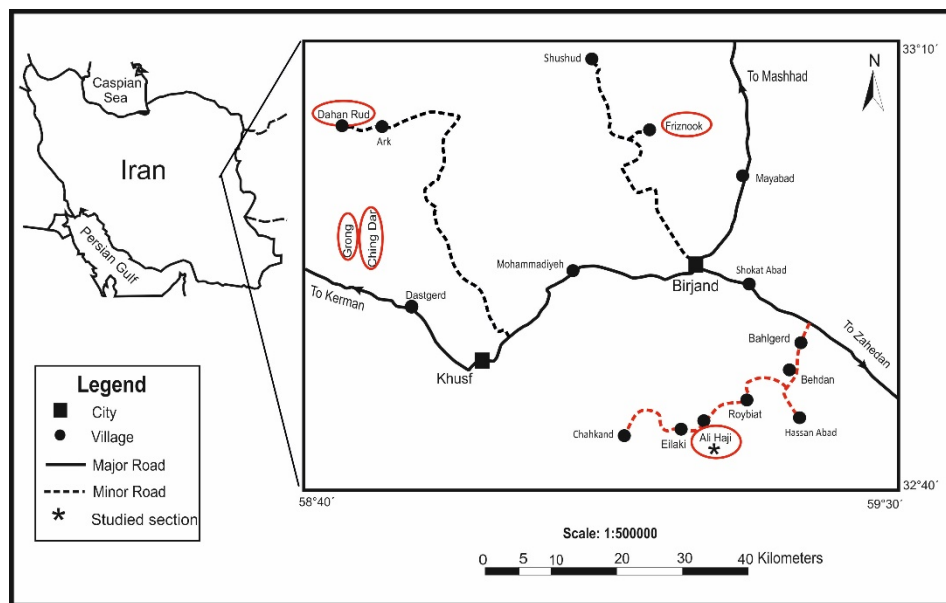 Caspian
Sea
Iran
Persian Gulf
Legend
City
Village
Major Road
Minor Road
Studied section
33°10´
N
Shushud
To Mashhad
Dahan Rud
Ark
Friznook
Mayabad
Grong
Ching Dar
Mohammadiyeh
Birjand
Shokat Abad
To Kerman
Dastgerd
To Zahedan
Bahlgerd
Khusf
Behdan
Roybiat
Hassan Abad
Chahkand
Eilaki
Ali Haji
32°40´
58°40´
59°30´
Scale: 1:500000
0 5 10 20 30 40 Kilometers